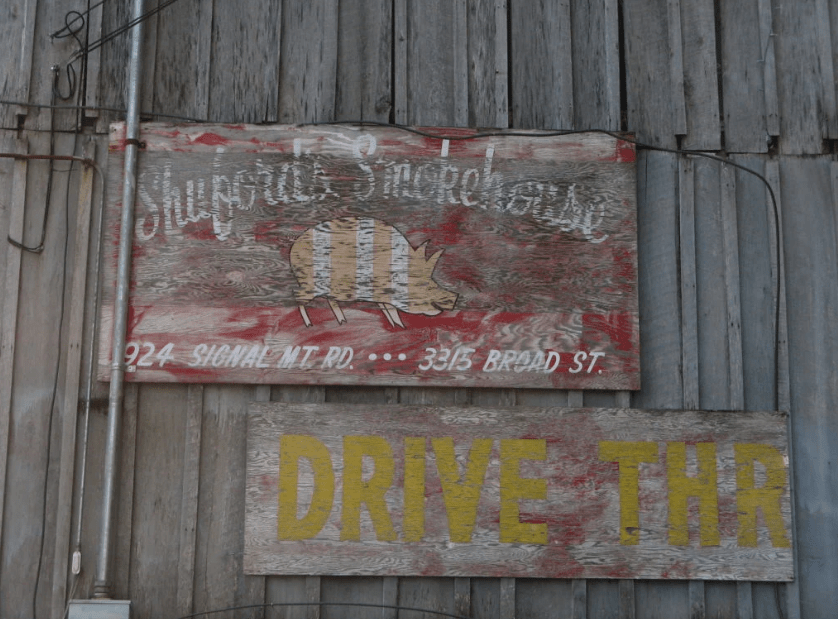 Shuford's Smokehouse
924 SIGNAL MT RD. ••• 3315 BROAD ST.
DRIVE THR